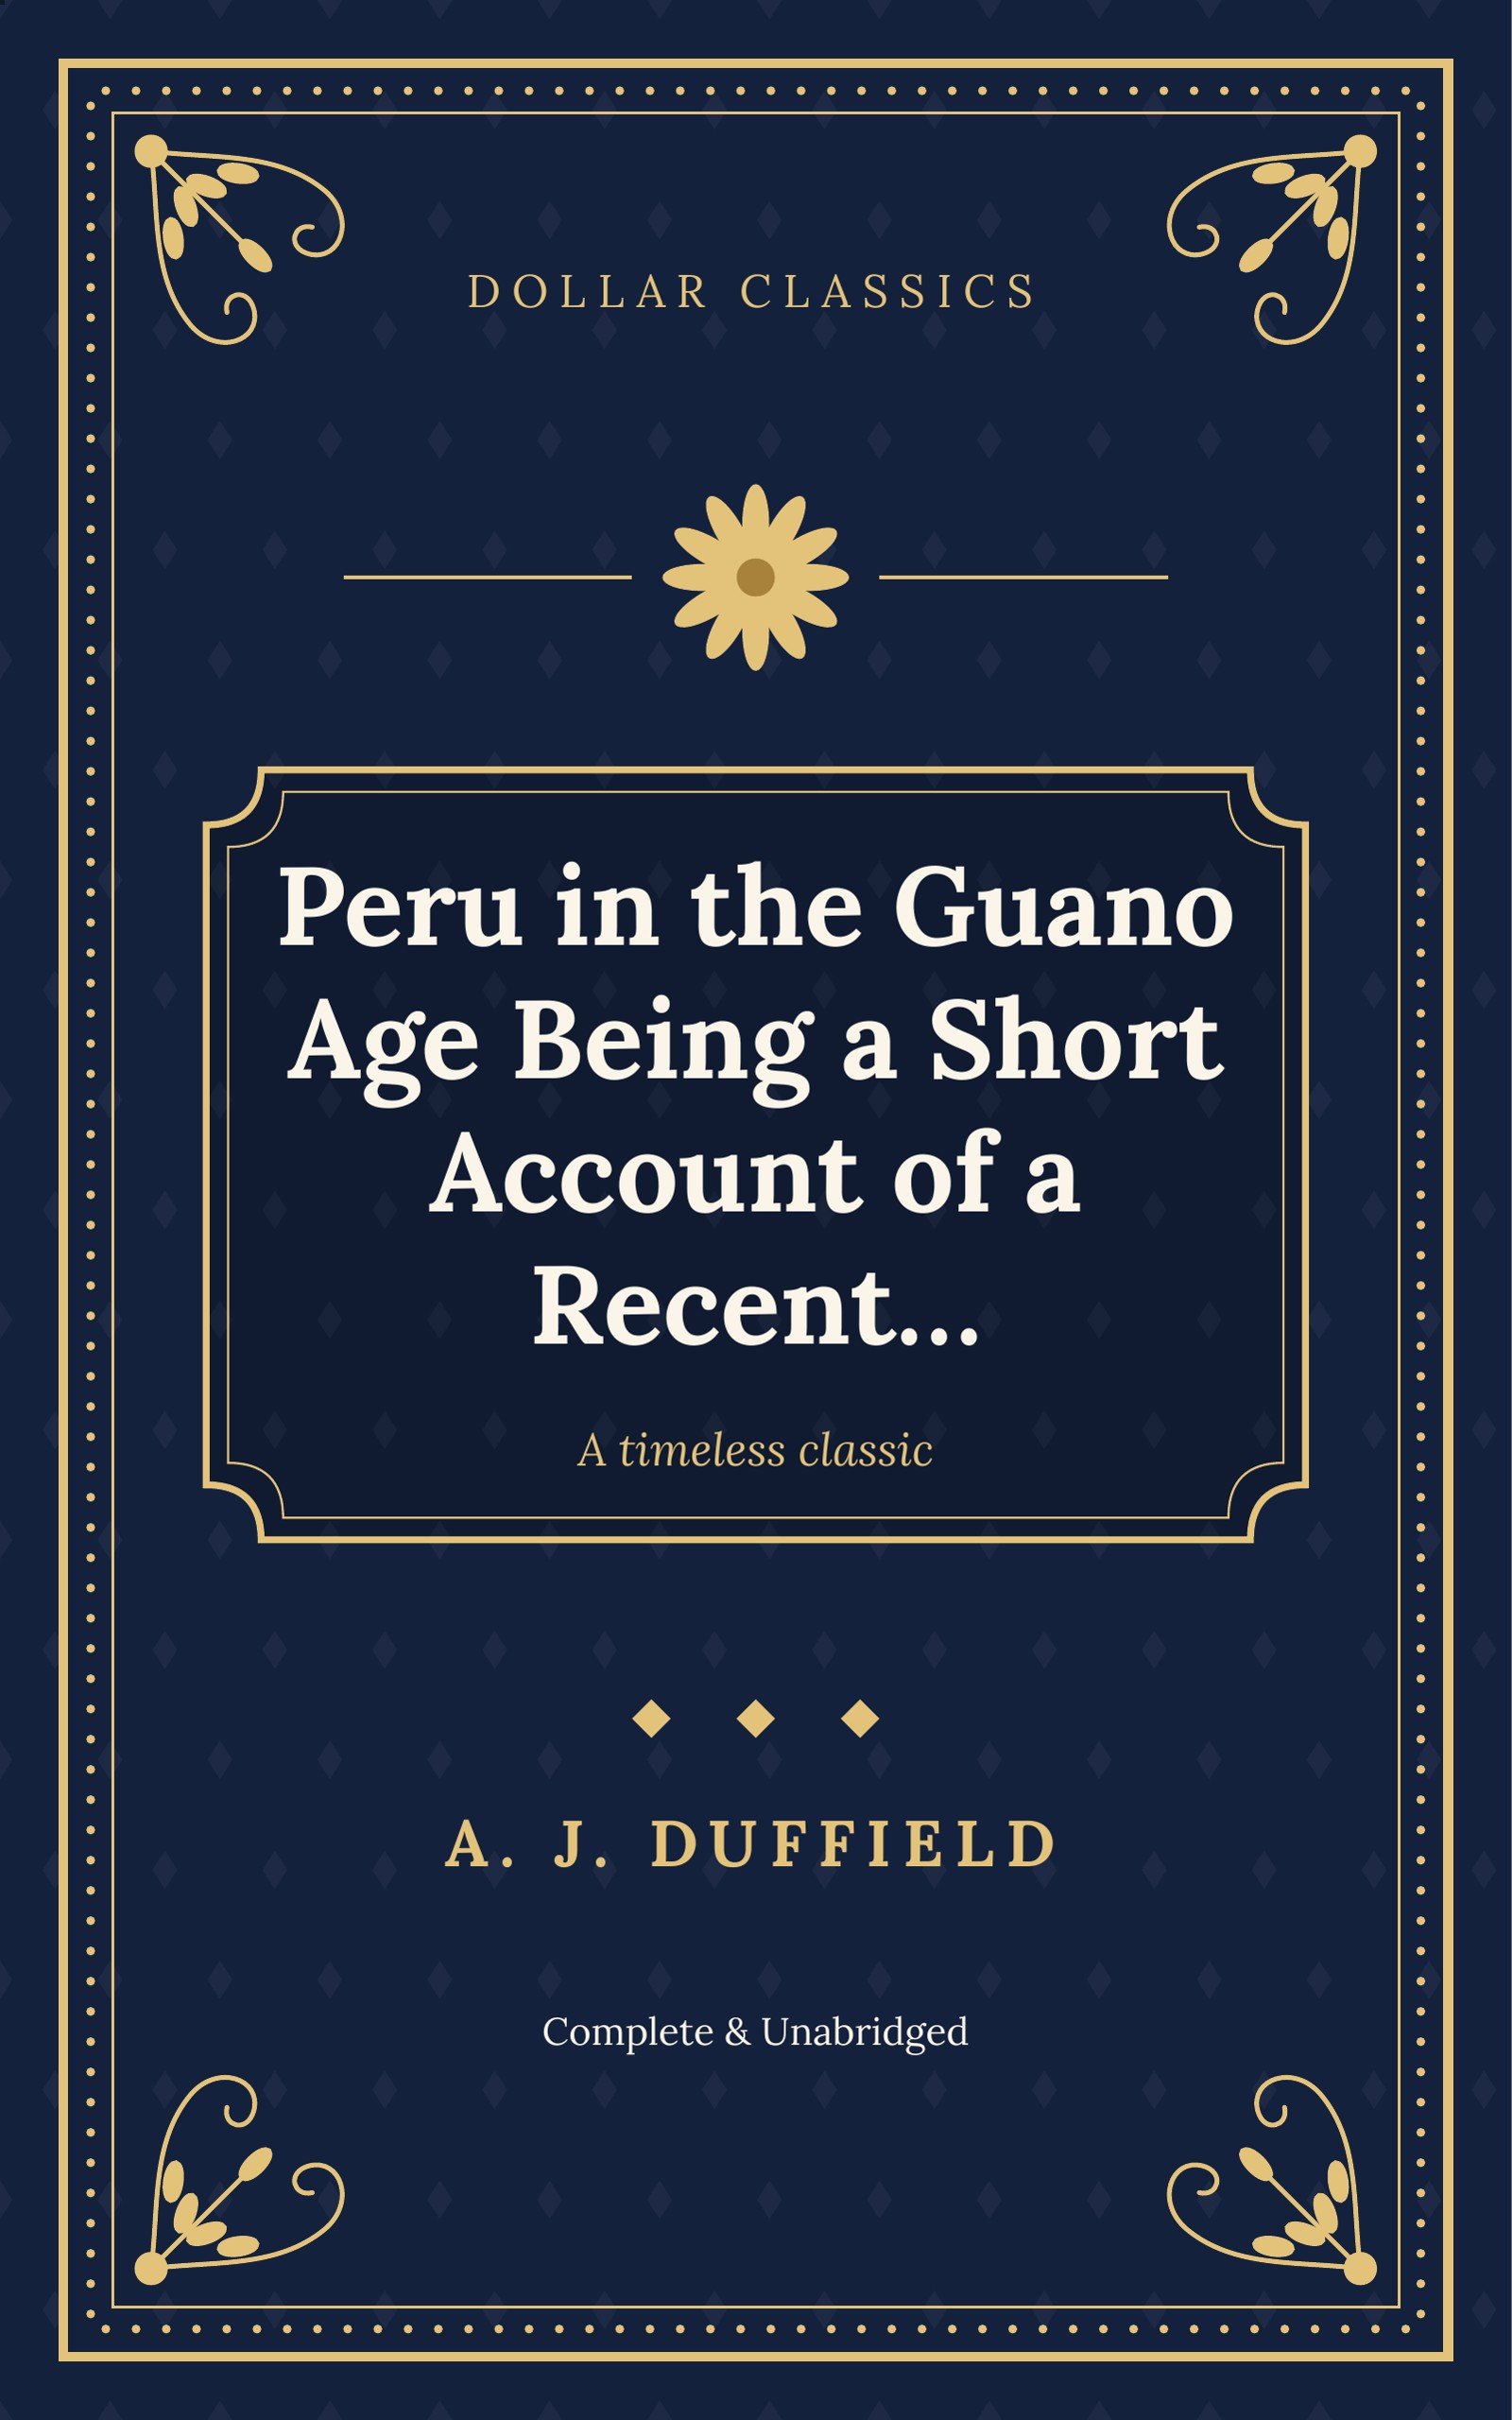 DOLLAR CLASSICS
Peru in the Guano
Age Being a Short
Account of a
Recent...
A timeless classic
A. J. DUFFIELD
Complete & Unabridged